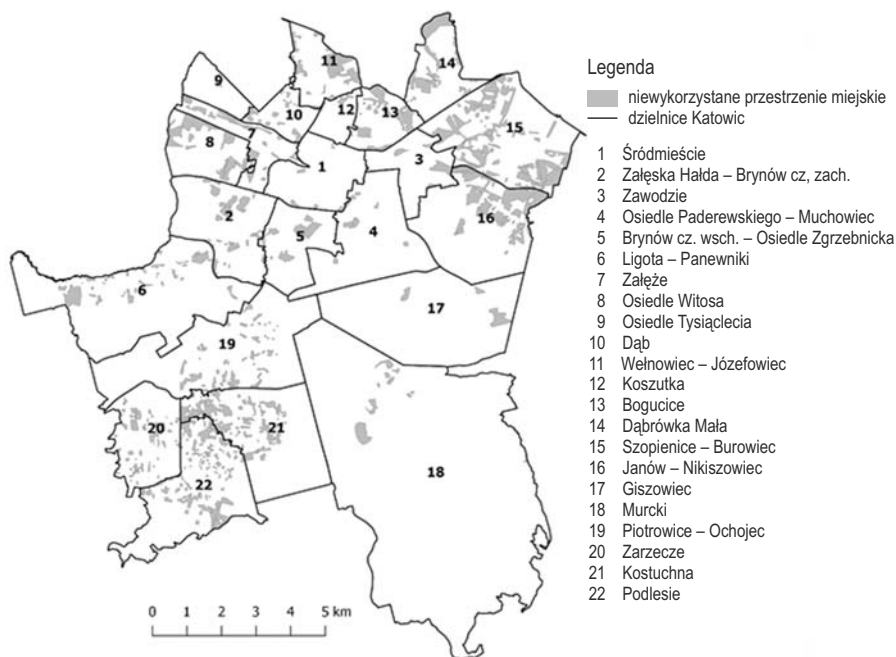 11
14
9
10
12
13
15
7
8
1
3
2
16
5
4
6
17
19
20
21
18
22
0 1 2 3 4 5 km
Legenda
niewykorzystane przestrzenie miejskie
dzielnice Katowic
1 Śródmieście
2 Załęska Hałda – Brynów cz, zach.
3 Zawodzie
4 Osiedle Paderewskiego – Muchowiec
5 Brynów cz. wsch. – Osiedle Zgrzebnicka
6 Ligota – Panewniki
7 Załęże
8 Osiedle Witosa
9 Osiedle Tysiąclecia
10 Dąb
11 Wełnowiec – Józefowiec
12 Koszutka
13 Bogucice
14 Dąbrówka Mała
15 Szopienice – Burowiec
16 Janów – Nikiszowiec
17 Giszowiec
18 Murcki
19 Piotrowice – Ochojec
20 Zarzecze
21 Kostuchna
22 Podlesie